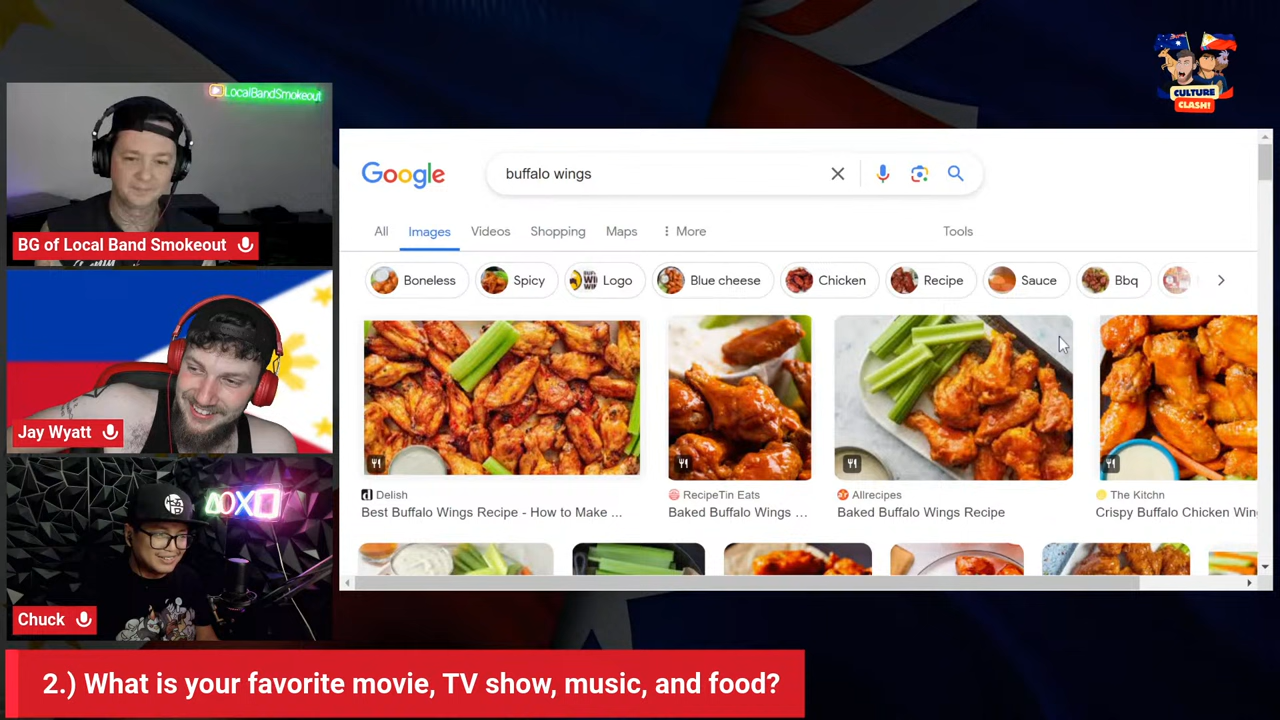 LocalBandSmokeout
BG of Local Band Smokeout
Jay Wyatt
Chuck
CULTURE
CLASH!
Google
buffalo wings
All
Images
Videos
Shopping
Maps
More
Tools
Boneless
Spicy
Logo
Blue cheese
Chicken
Recipe
Sauce
Bbq
Delish
Best Buffalo Wings Recipe - How to Make ...
RecipeTin Eats
Baked Buffalo Wings ...
Allrecipes
Baked Buffalo Wings Recipe
The Kitchn
Crispy Buffalo Chicken Win
2.) What is your favorite movie, TV show, music, and food?